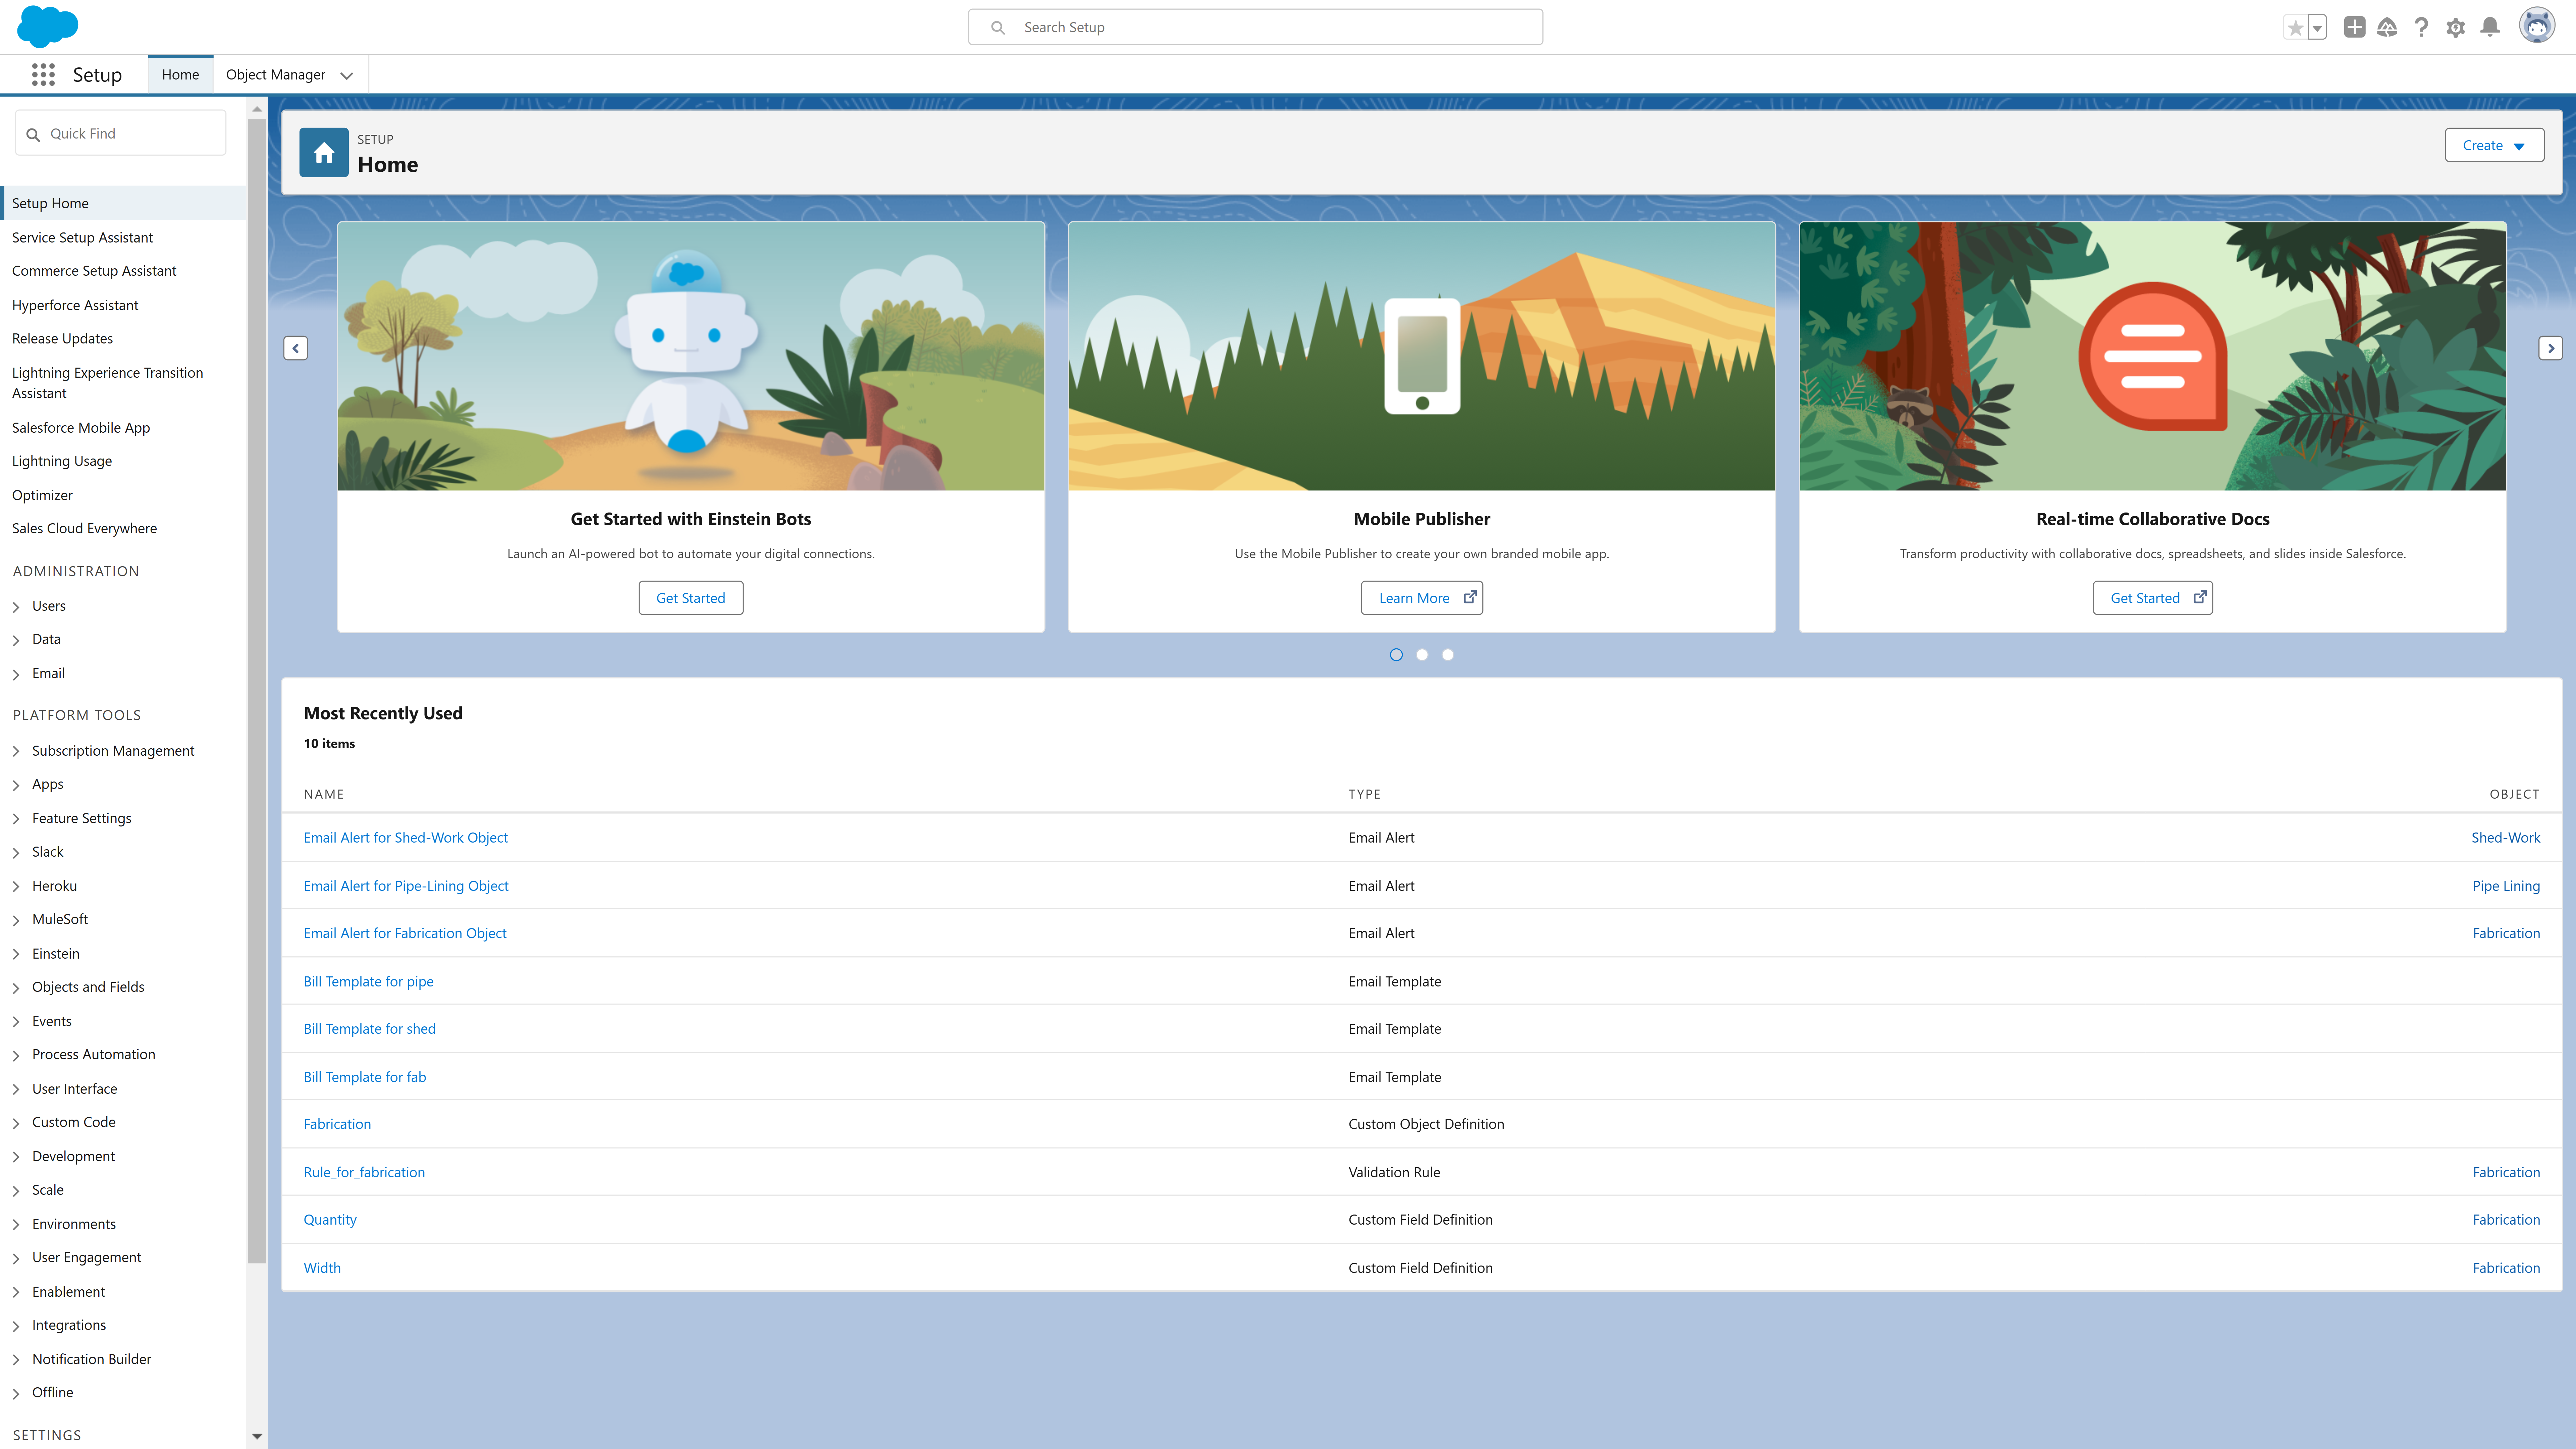 Search Setup
Setup
Home
Object Manager
Quick Find
Setup Home
Service Setup Assistant
Commerce Setup Assistant
Hyperforce Assistant
Release Updates
Lightning Experience Transition
Assistant
Salesforce Mobile App
Lightning Usage
Optimizer
Sales Cloud Everywhere
ADMINISTRATION
Users
Data
Email
PLATFORM TOOLS
Subscription Management
Apps
Feature Settings
Slack
Heroku
MuleSoft
Einstein
Objects and Fields
Events
Process Automation
User Interface
Custom Code
Development
Scale
Environments
User Engagement
Enablement
Integrations
Notification Builder
Offline
SETTINGS
SETUP
Home
Create
Get Started with Einstein Bots
Launch an AI-powered bot to automate your digital connections.
Get Started
Mobile Publisher
Use the Mobile Publisher to create your own branded mobile app.
Learn More
Real-time Collaborative Docs
Transform productivity with collaborative docs, spreadsheets, and slides inside Salesforce.
Get Started
Most Recently Used
10 items
NAME TYPE OBJECT
Email Alert for Shed-Work Object Email Alert Shed-Work
Email Alert for Pipe-Lining Object Email Alert Pipe Lining
Email Alert for Fabrication Object Email Alert Fabrication
Bill Template for pipe Email Template
Bill Template for shed Email Template
Bill Template for fab Email Template
Fabrication Custom Object Definition
Rule_for_fabrication Validation Rule Fabrication
Quantity Custom Field Definition Fabrication
Width Custom Field Definition Fabrication